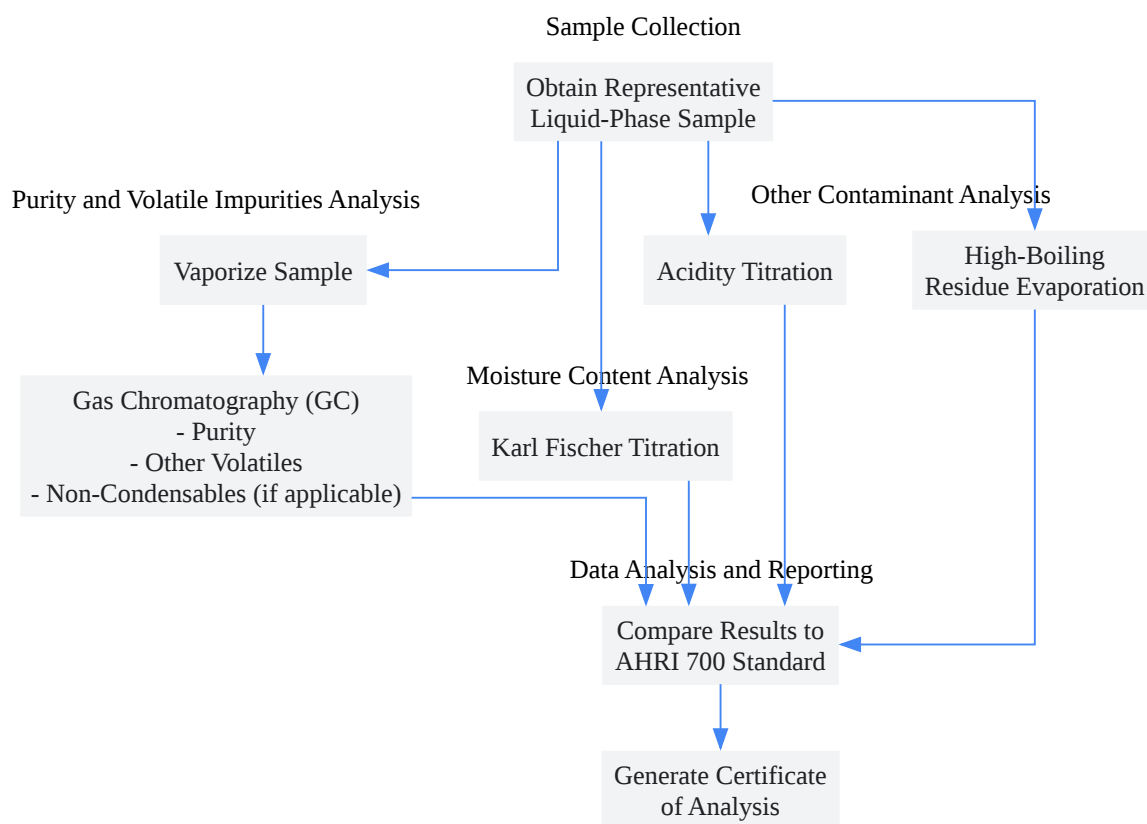 Sample Collection
Obtain Representative
Liquid-Phase Sample
Purity and Volatile Impurities Analysis
Other Contaminant Analysis
Vaporize Sample
Acidity Titration
High-Boiling
Residue Evaporation
Moisture Content Analysis
Gas Chromatography (GC)
- Purity
- Other Volatiles
- Non-Condensables (if applicable)
Karl Fischer Titration
Data Analysis and Reporting
Compare Results to
AHRI 700 Standard
Generate Certificate
of Analysis